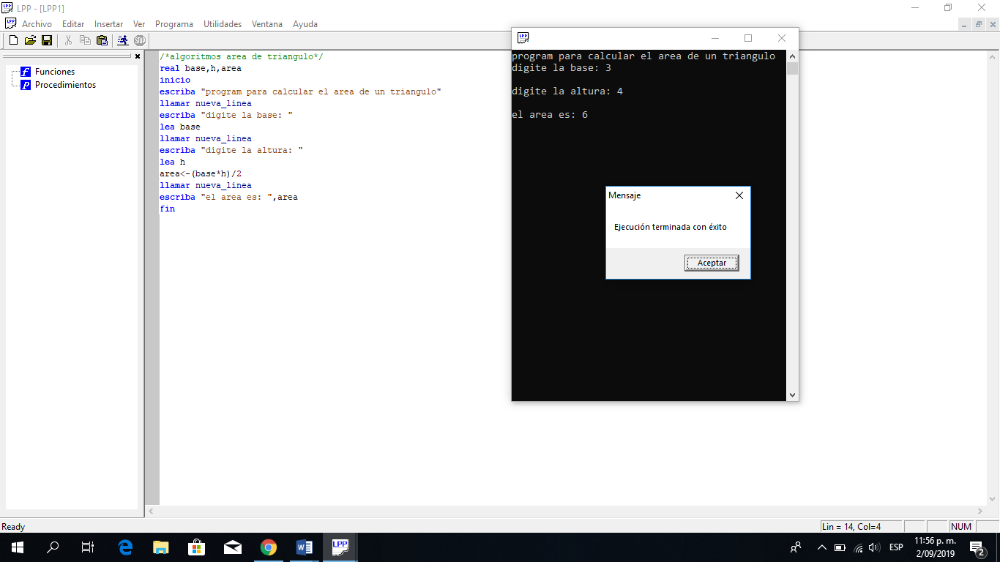 LPP - [LPP1]
Archivo Editar Insertar Ver Programa Utilidades Ventana Ayuda
Funciones
Procedimientos
/*algoritmos area de triangulo*/
real base,h,area
inicio
escriba "program para calcular el area de un triangulo"
llamar nueva_linea
escriba "digite la base: "
lea base
llamar nueva_linea
escriba "digite la altura: "
lea h
area<-(base*h)/2
llamar nueva_linea
escriba "el area es: ",area
fin
program para calcular el area de un triangulo
digite la base: 3
digite la altura: 4
el area es: 6
Mensaje
Ejecución terminada con éxito
Aceptar
Ready
Lin = 14, Col=4
NUM
LPP
ESP
11:56 p. m.
2/09/2019
2